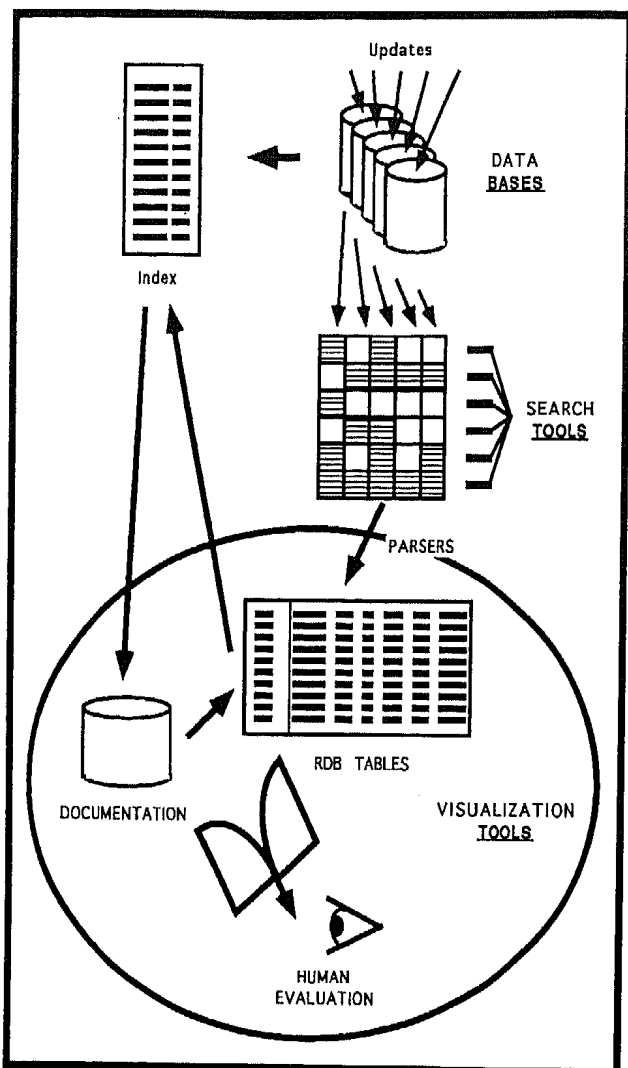 Updates
DATA
BASES
Index
SEARCH
TOOLS
PARSERS
RDB TABLES
DOCUMENTATION
VISUALIZATION
TOOLS
HUMAN
EVALUATION